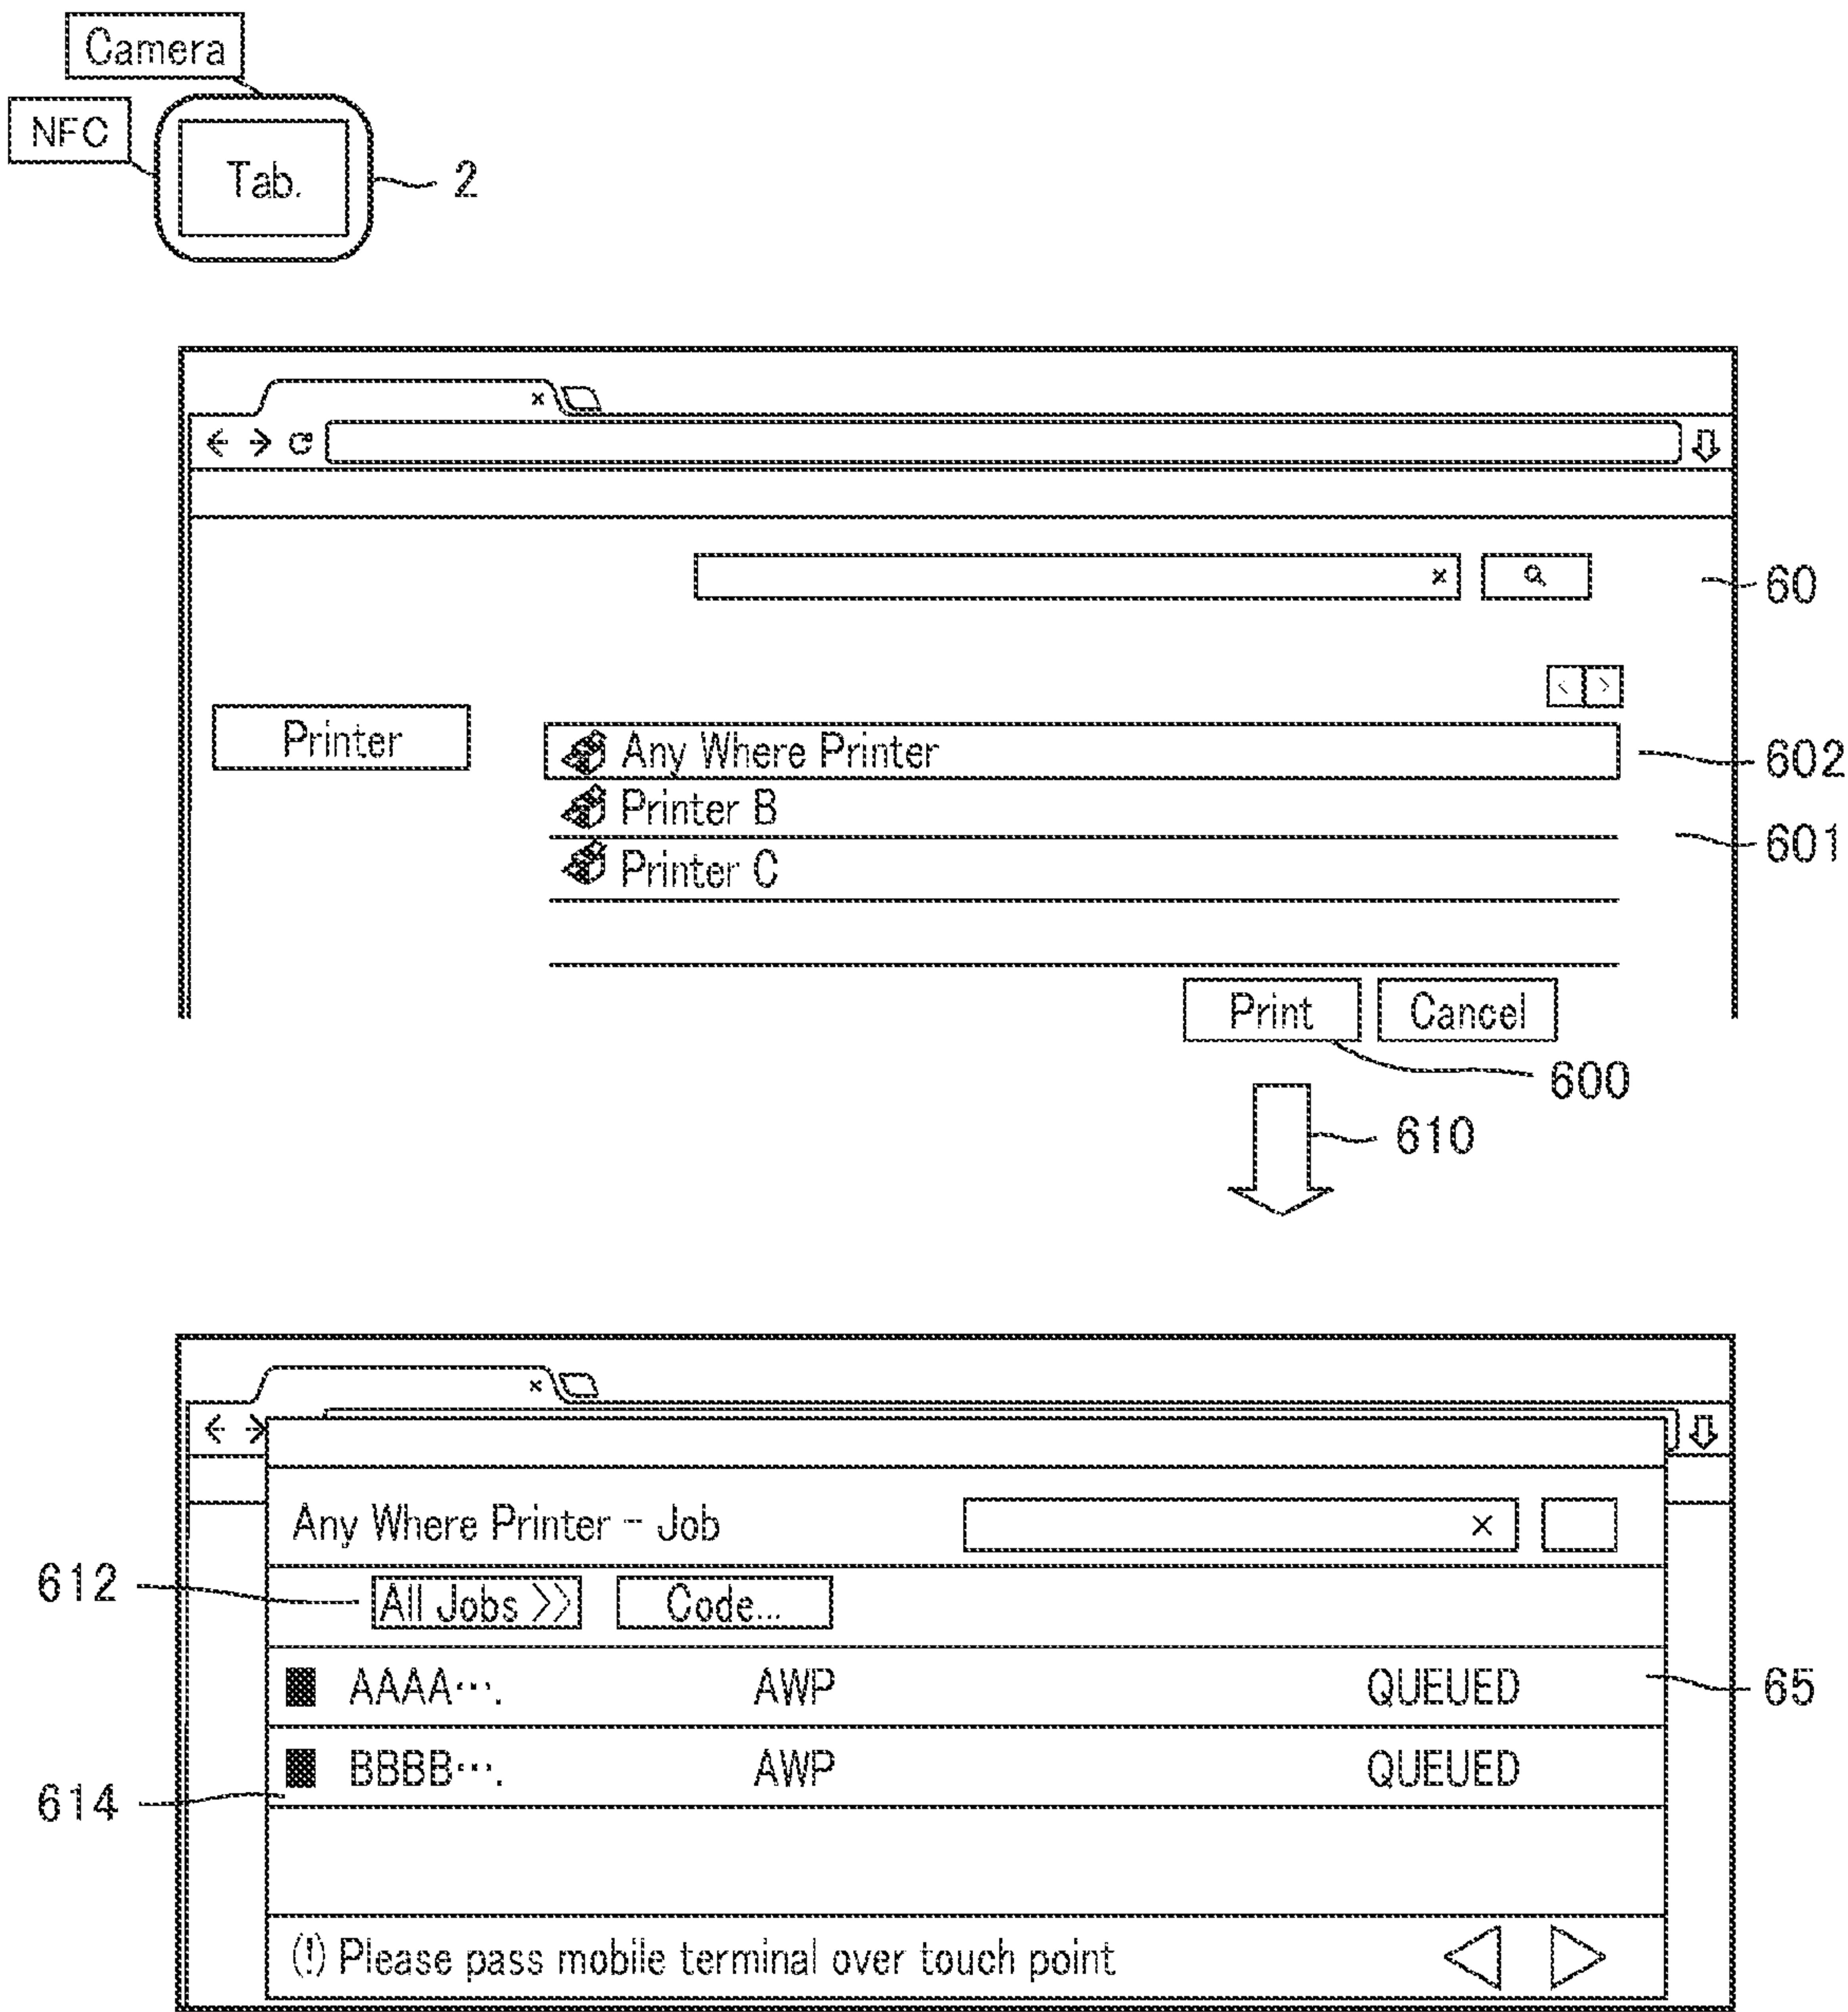 Camera
NFC
Tab.
2
×
×
60
< >
Printer
Any Where Printer
602
Printer B
601
Printer C
Print Cancel
600
610
×
Any Where Printer - Job ×
612
All Jobs >> Code...
AAAA···. AWP QUEUED
65
BBBB···. AWP QUEUED
614
(!) Please pass mobile terminal over touch point